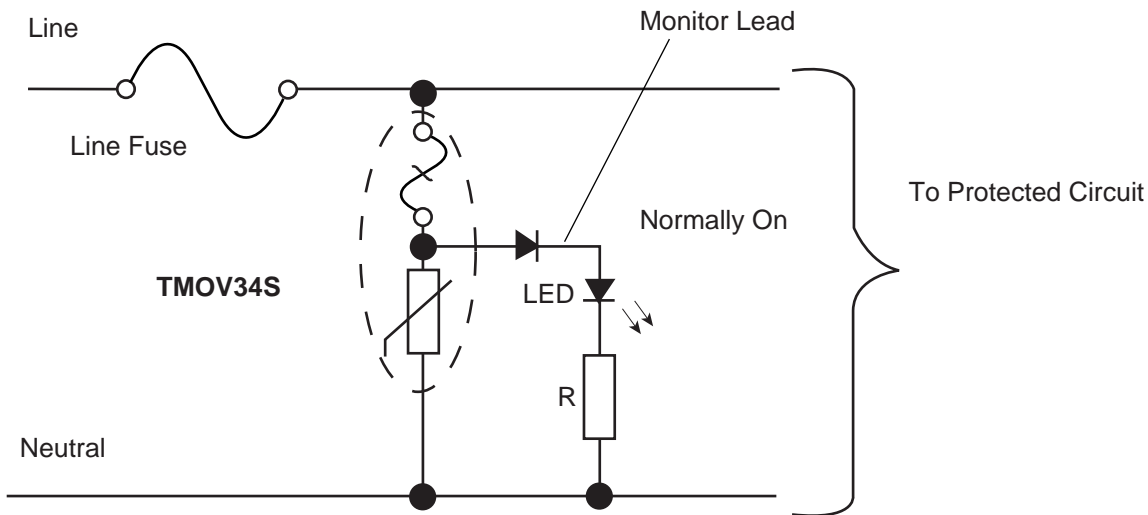 Monitor Lead
Line
Line Fuse
To Protected Circuit
Normally On
TMOV34S
LED
R
Neutral